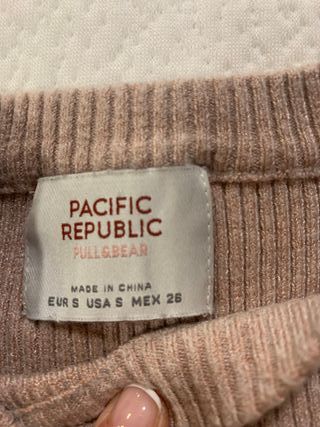 PACIFIC
REPUBLIC
PULL&BEAR
MADE IN CHINA
EUR S USA S MEX 26